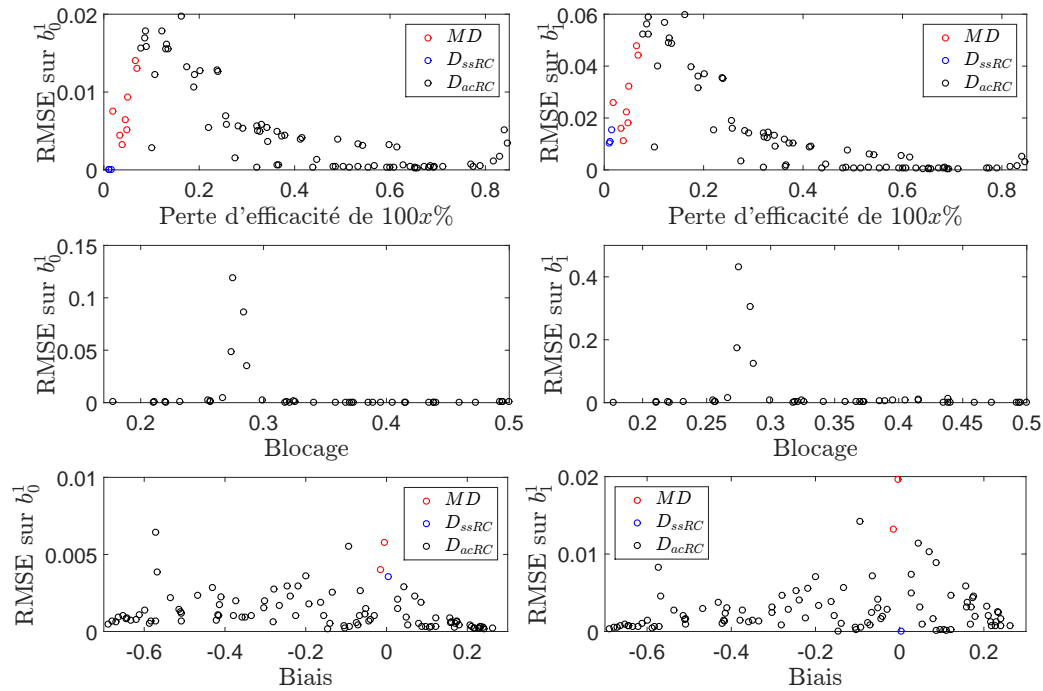 RMSE sur b_0^1
0.02
0.01
0
0 0.2 0.4 0.6 0.8
Perte d'efficacité de 100x%
MD
D_ssRC
D_acRC
RMSE sur b_1^1
0.06
0.04
0.02
0
0 0.2 0.4 0.6 0.8
Perte d'efficacité de 100x%
MD
D_ssRC
D_acRC
RMSE sur b_0^1
0.15
0.1
0.05
0
0.2 0.3 0.4 0.5
Blocage
RMSE sur b_1^1
0.4
0.2
0
0.2 0.25 0.3 0.35 0.4 0.45 0.5
Blocage
RMSE sur b_0^1
0.01
0.005
0
-0.6 -0.4 -0.2 0 0.2
Biais
MD
D_ssRC
D_acRC
RMSE sur b_1^1
0.02
0.01
0
-0.6 -0.4 -0.2 0 0.2
Biais
MD
D_ssRC
D_acRC